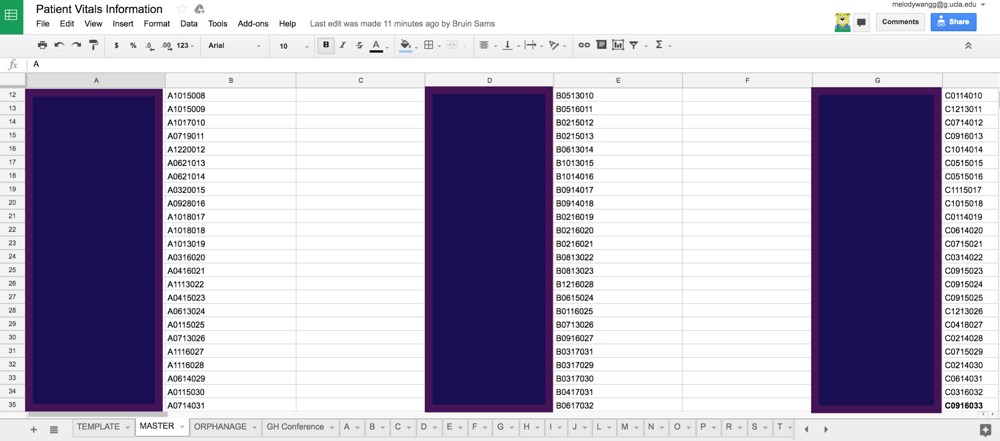 Patient Vitals Information
melodywangg@g.ucla.edu
File Edit View Insert Format Data Tools Add-ons Help Last edit was made 11 minutes ago by Bruin Sams
Comments Share
$ % .0 .00 123 Arial 10 B I S A Σ
fx A
A B C D E F G
12 A1015008 B0513010 C0114010
13 A1015009 B0516011 C1213011
14 A1017010 B0215012 C0714012
15 A0719011 B0215013 C0916013
16 A1220012 B0613014 C1014014
17 A0621013 B1013015 C0515015
18 A0621014 B1014016 C0515016
19 A0320015 B0914017 C1115017
20 A0928016 B0914018 C1015018
21 A1018017 B0216019 C0114019
22 A1018018 B0216020 C0614020
23 A1013019 B0216021 C0715021
24 A0316020 B0813022 C0314022
25 A0416021 B0813023 C0915023
26 A1113022 B1216028 C0915024
27 A0415023 B0615024 C0915025
28 A0613024 B0116025 C1213026
29 A0115025 B0713026 C0418027
30 A0713026 B0916027 C0214028
31 A1116027 B0317031 C0715029
32 A1116028 B0317029 C0214030
33 A0614029 B0317030 C0614031
34 A0115030 B0417031 C0316032
35 A0714031 B0617032 C0916033
TEMPLATE MASTER ORPHANAGE GH Conference A B C D E F G H I J L M N O P R S T